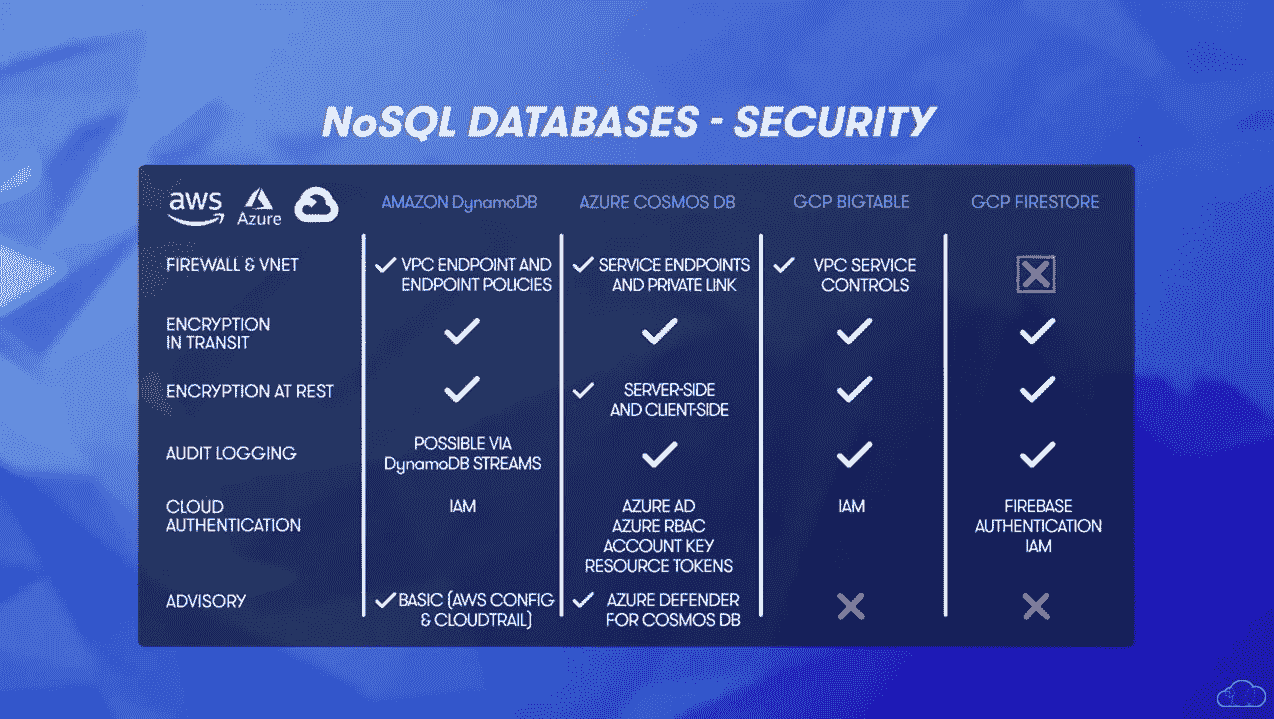 NoSQL DATABASES - SECURITY
aws
Azure
AMAZON DynamoDB
AZURE COSMOS DB
GCP BIGTABLE
GCP FIRESTORE
FIREWALL & VNET
VPC ENDPOINT AND
ENDPOINT POLICIES
SERVICE ENDPOINTS
AND PRIVATE LINK
VPC SERVICE
CONTROLS
ENCRYPTION
IN TRANSIT
ENCRYPTION AT REST
SERVER-SIDE
AND CLIENT-SIDE
AUDIT LOGGING
POSSIBLE VIA
DynamoDB STREAMS
CLOUD
AUTHENTICATION
IAM
AZURE AD
AZURE RBAC
ACCOUNT KEY
RESOURCE TOKENS
IAM
FIREBASE
AUTHENTICATION
IAM
ADVISORY
BASIC (AWS CONFIG
& CLOUDTRAIL)
AZURE DEFENDER
FOR COSMOS DB